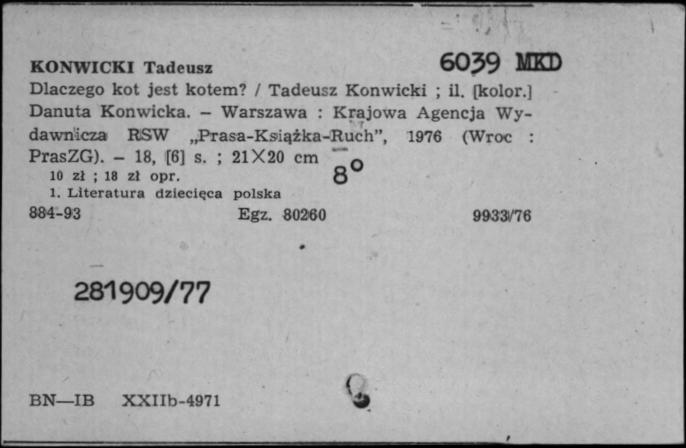 KONWICKI Tadeusz 6039 MKD
Dlaczego kot jest kotem? / Tadeusz Konwicki ; il. [kolor.]
Danuta Konwicka. — Warszawa : Krajowa Agencja Wy-
dawnicza RSW „Prasa-Książka-Ruch”, 1976 (Wroc :
PrasZG). — 18, [6] s. ; 21X20 cm
8°
10 zł ; 18 zł opr.
1. Literatura dziecięca polska
884-93 Egz. 80260 9933/76
281909/77
BN—IB XXIIb-4971